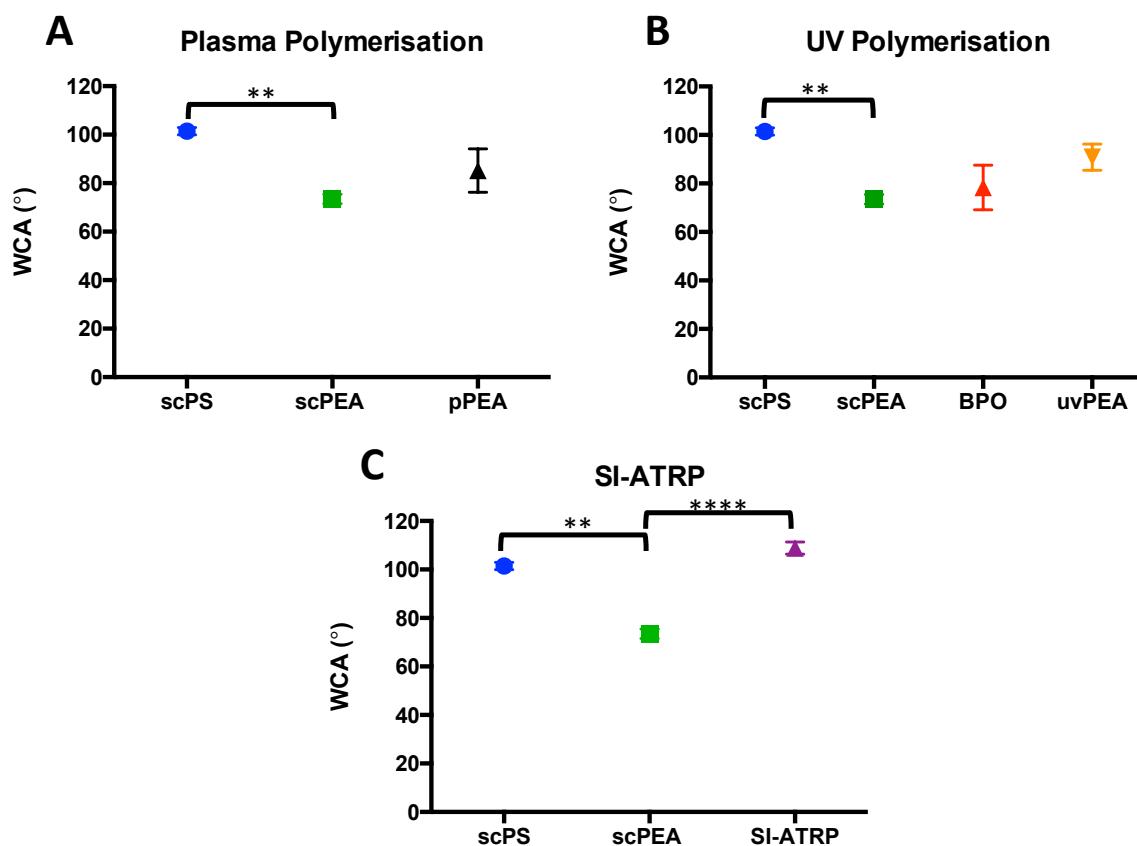 A
Plasma Polymerisation
120
100
80
60
40
20
0
WCA (°)
**
scPS scPEA pPEA
B
UV Polymerisation
120
100
80
60
40
20
0
WCA (°)
**
scPS scPEA BPO uvPEA
C
SI-ATRP
120
100
80
60
40
20
0
WCA (°)
**
****
scPS scPEA SI-ATRP